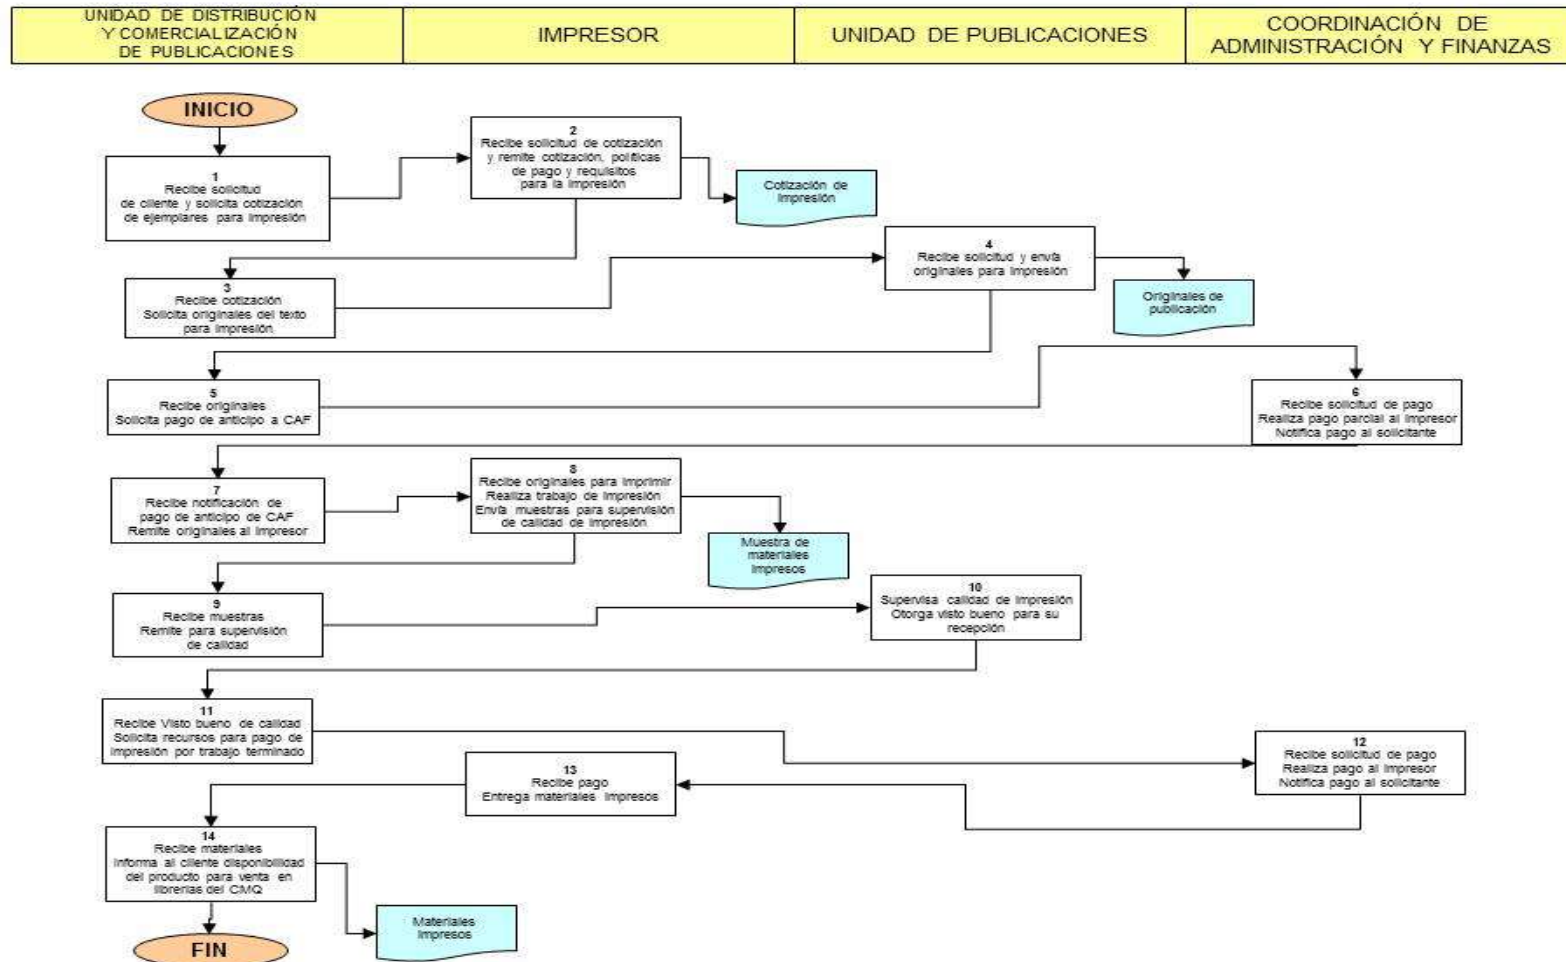 UNIDAD DE DISTRIBUCIÓN
Y COMERCIALIZACIÓN
DE PUBLICACIONES
IMPRESOR
UNIDAD DE PUBLICACIONES
COORDINACIÓN DE
ADMINISTRACIÓN Y FINANZAS
INICIO
1
Recibe solicitud
de cliente y solicita cotización
de ejemplares para impresión
2
Recibe solicitud de cotización
y remite cotización, políticas
de pago y requisitos
para la impresión
Cotización de
impresión
3
Recibe cotización
Solicita originales del texto
para impresión
4
Recibe solicitud y envía
originales para impresión
Originales de
publicación
5
Recibe originales
Solicita pago de anticipo a CAF
6
Recibe solicitud de pago
Realiza pago parcial al impresor
Notifica pago al solicitante
7
Recibe notificación de
pago de anticipo de CAF
Remite originales al impresor
8
Recibe originales para imprimir
Realiza trabajo de impresión
Envía muestras para supervisión
de calidad de impresión
Muestra de
materiales
impresos
9
Recibe muestras
Remite para supervisión
de calidad
10
Supervisa calidad de impresión
Otorga visto bueno para su
recepción
11
Recibe Visto bueno de calidad
Solicita recursos para pago de
impresión por trabajo terminado
12
Recibe solicitud de pago
Realiza pago al impresor
Notifica pago al solicitante
13
Recibe pago
Entrega materiales impresos
14
Recibe materiales
Informa al cliente disponibilidad
del producto para venta en
librerías del CMQ
Materiales
impresos
FIN